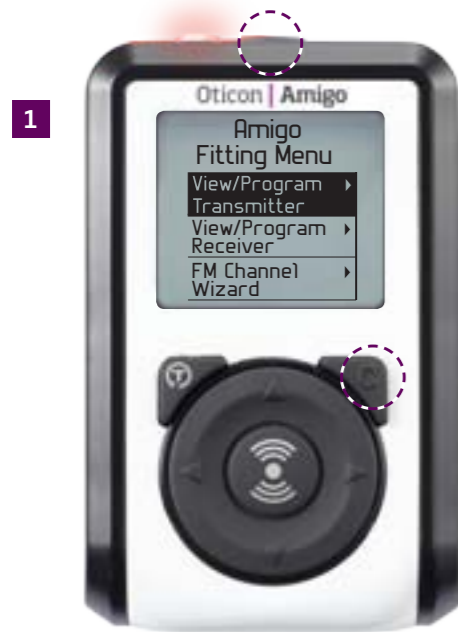 1
Oticon | Amigo
Amigo
Fitting Menu
View/Program
Transmitter
View/Program
Receiver
FM Channel
Wizard